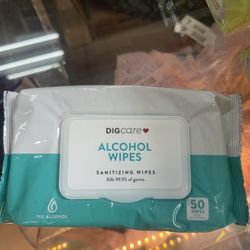 DIGcare
ALCOHOL
WIPES
SANITIZING WIPES
Kills 99.9% of germs.
75% ALCOHOL
50
WIPES